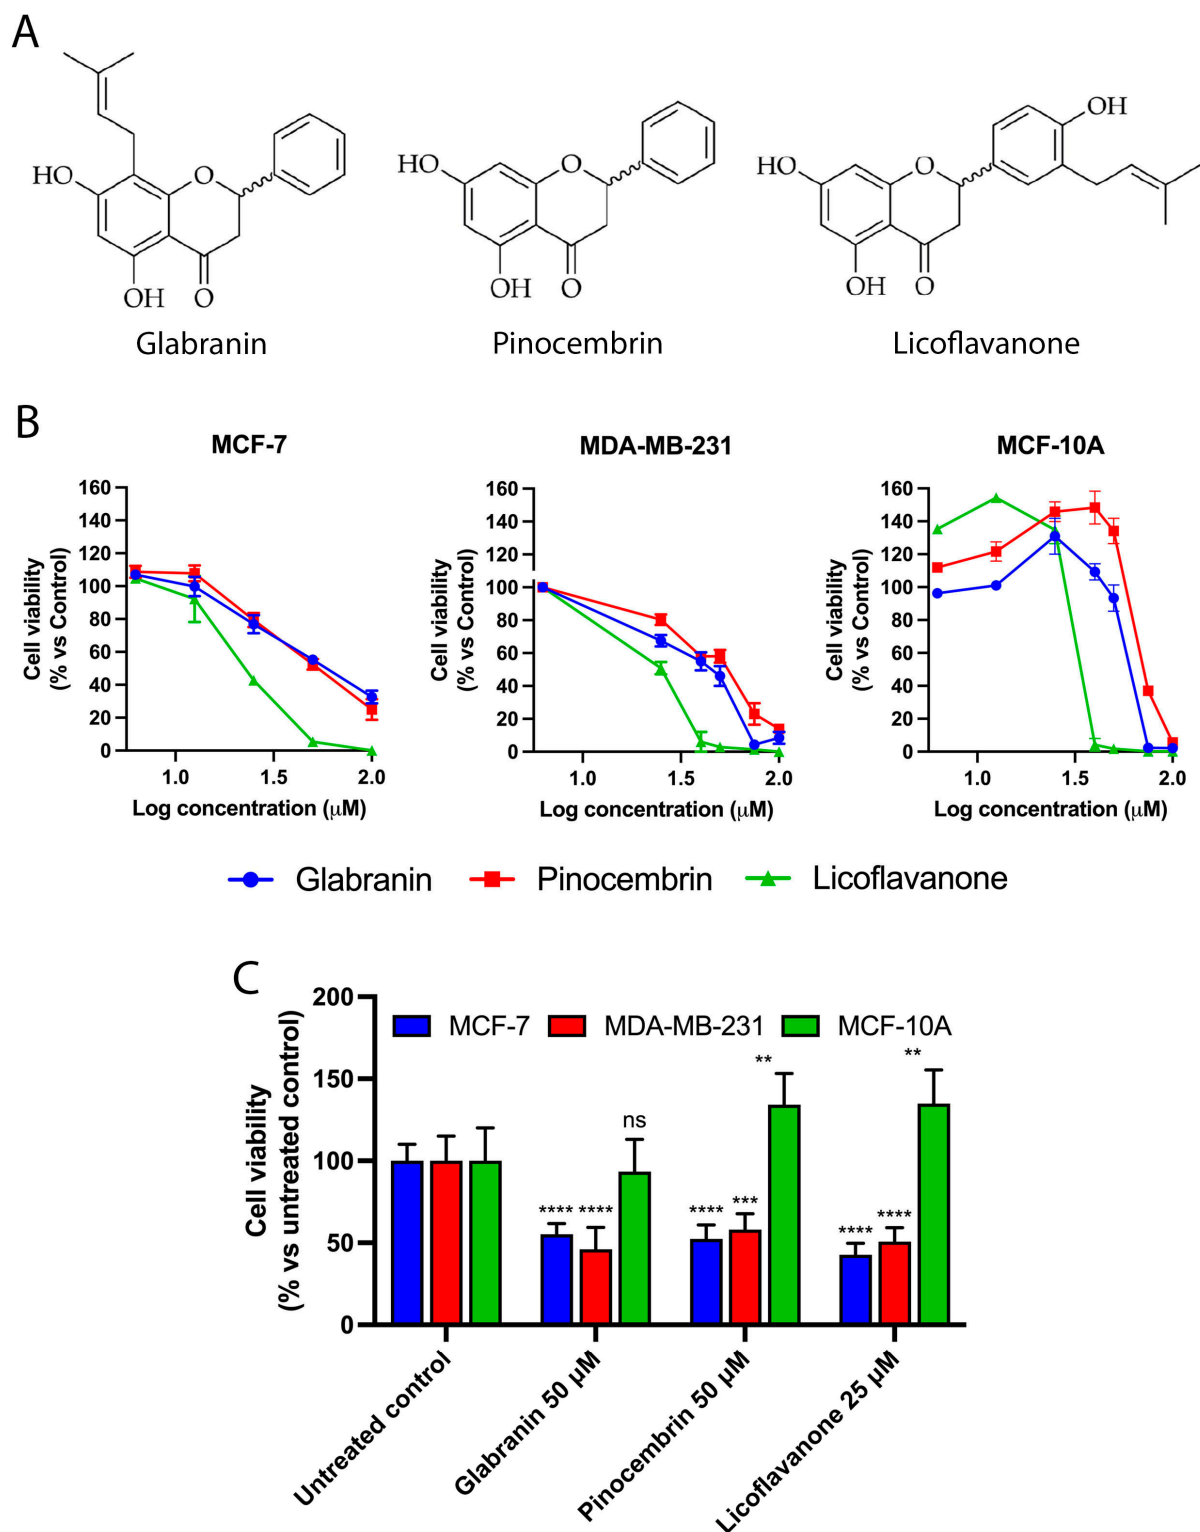 A
HO
O
OH
O
Glabranin
HO
O
OH
O
Pinocembrin
HO
O
OH
OH
O
Licoflavanone
B
MCF-7
Cell viability
(% vs Control)
160
140
120
100
80
60
40
20
0
1.0 1.5 2.0
Log concentration (μM)
MDA-MB-231
Cell viability
(% vs Control)
160
140
120
100
80
60
40
20
0
1.0 1.5 2.0
Log concentration (μM)
MCF-10A
Cell viability
(% vs Control)
160
140
120
100
80
60
40
20
0
1.0 1.5 2.0
Log concentration (μM)
Glabranin Pinocembrin Licoflavanone
C
Cell viability
(% vs untreated control)
200
150
100
50
0
MCF-7 MDA-MB-231 MCF-10A
**** **** ns
**** *** **
**** **** **
Untreated control
Glabranin 50 μM
Pinocembrin 50 μM
Licoflavanone 25 μM